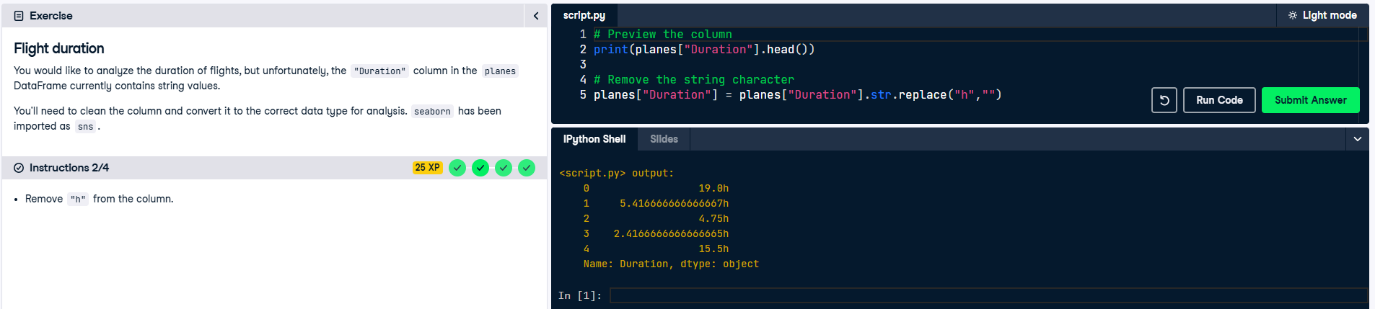 Exercise
Flight duration
You would like to analyze the duration of flights, but unfortunately, the "Duration" column in the planes
DataFrame currently contains string values.
You'll need to clean the column and convert it to the correct data type for analysis. seaborn has been
imported as sns .
Instructions 2/4
25 XP
• Remove "h" from the column.
script.py
Light mode
1 # Preview the column
2 print(planes["Duration"].head())
3
4 # Remove the string character
5 planes["Duration"] = planes["Duration"].str.replace("h","")
Run Code
Submit Answer
IPython Shell
Slides
<script.py> output:
0 19.0h
1 5.416666666666667h
2 4.75h
3 2.4166666666666665h
4 15.5h
Name: Duration, dtype: object
In [1]: